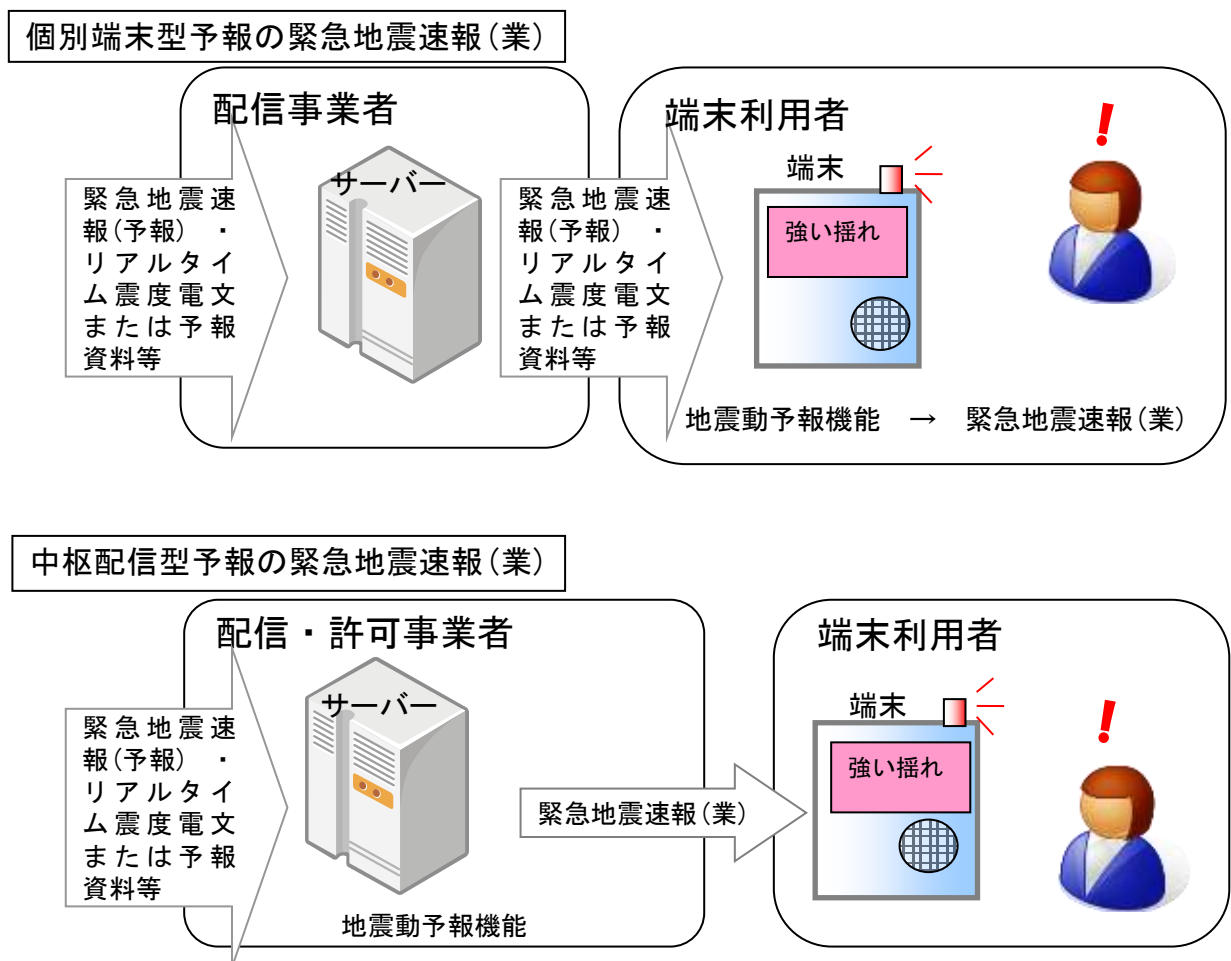 個別端末型予報の緊急地震速報(業)
配信事業者
緊急地震速
報(予報)・
リアルタイ
ム震度電文
または予報
資料等
サーバー
緊急地震速
報(予報)・
リアルタイ
ム震度電文
または予報
資料等
端末利用者
端末
強い揺れ
!
地震動予報機能 → 緊急地震速報(業)
中枢配信型予報の緊急地震速報(業)
配信・許可事業者
緊急地震速
報(予報)・
リアルタイ
ム震度電文
または予報
資料等
サーバー
地震動予報機能
緊急地震速報(業)
端末利用者
端末
強い揺れ
!